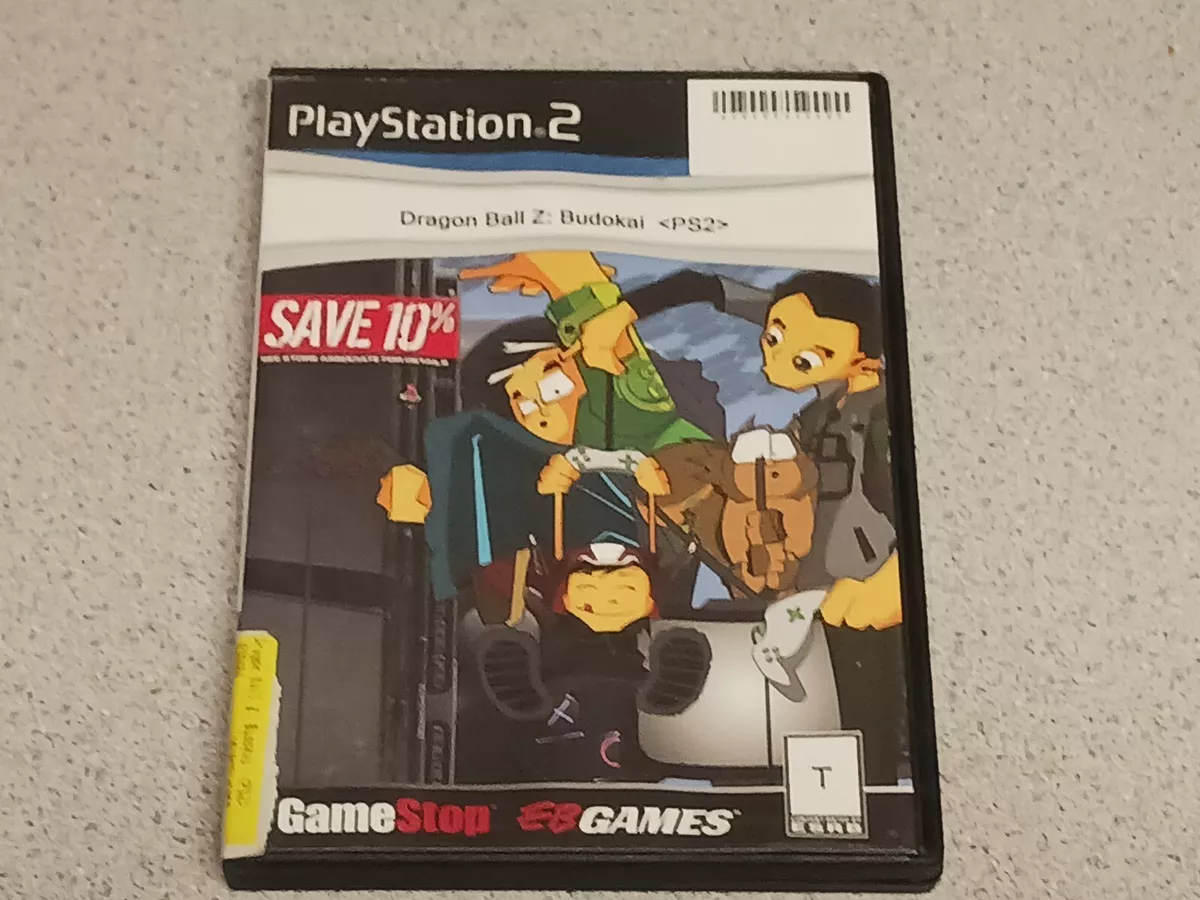 PlayStation.2
Dragon Ball Z: Budokai <PS2>
SAVE 10%
T
GameStop EB GAMES